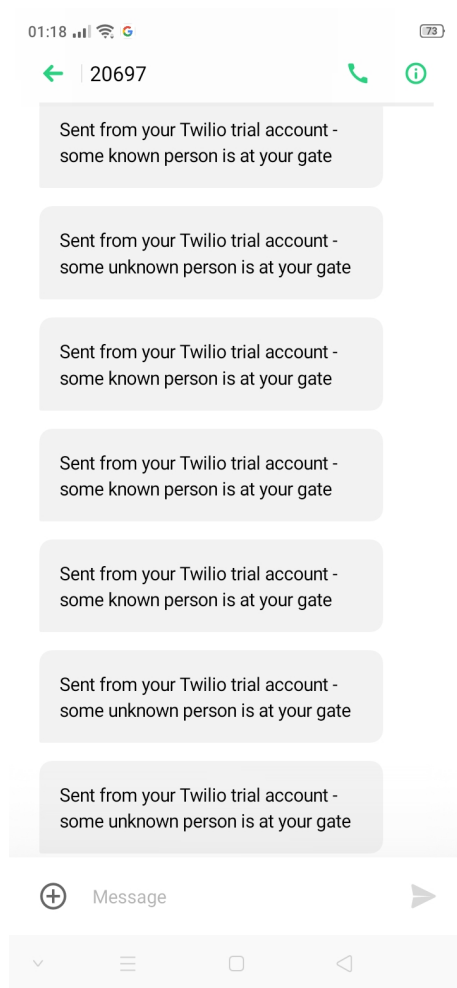 01:18
73
20697
Sent from your Twilio trial account -
some known person is at your gate
Sent from your Twilio trial account -
some unknown person is at your gate
Sent from your Twilio trial account -
some known person is at your gate
Sent from your Twilio trial account -
some known person is at your gate
Sent from your Twilio trial account -
some known person is at your gate
Sent from your Twilio trial account -
some unknown person is at your gate
Sent from your Twilio trial account -
some unknown person is at your gate
Message